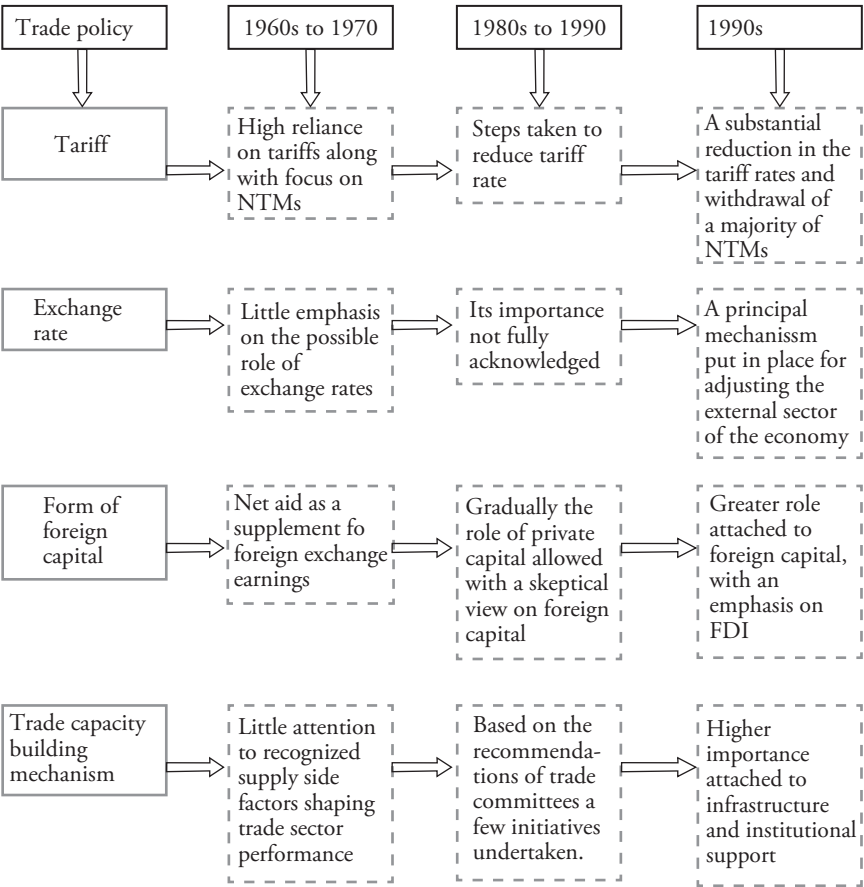 Trade policy
1960s to 1970
1980s to 1990
1990s
Tariff
High reliance
on tariffs along
with focus on
NTMs
Steps taken to
reduce tariff
rate
A substantial
reduction in the
tariff rates and
withdrawal of
a majority of
NTMs
Exchange
rate
Little emphasis
on the possible
role of
exchange rates
Its importance
not fully
acknowledged
A principal
mechanissm
put in place for
adjusting the
external sector
of the economy
Form of
foreign
capital
Net aid as a
supplement fo
foreign exchange
earnings
Gradually the
role of private
capital allowed
with a skeptical
view on foreign
capital
Greater role
attached to
foreign capital,
with an
emphasis on
FDI
Trade capacity
building
mechanism
Little attention
to recognized
supply side
factors shaping
trade sector
performance
Based on the
recommenda-
tions of trade
committees a
few initiatives
undertaken.
Higher
importance
attached to
infrastructure
and institutional
support